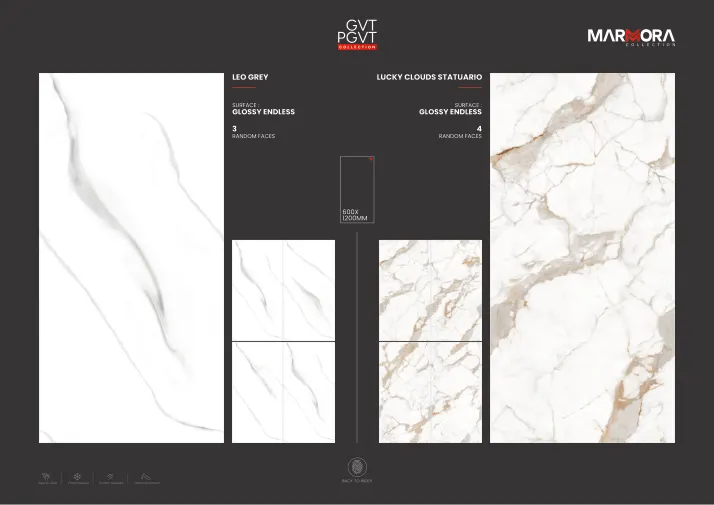 GVT
PGVT
COLLECTION
MARMORA
COLLECTION
LEO GREY
SURFACE :
GLOSSY ENDLESS
3
RANDOM FACES
LUCKY CLOUDS STATUARIO
SURFACE :
GLOSSY ENDLESS
4
RANDOM FACES
600X
1200MM
BACK TO INDEX